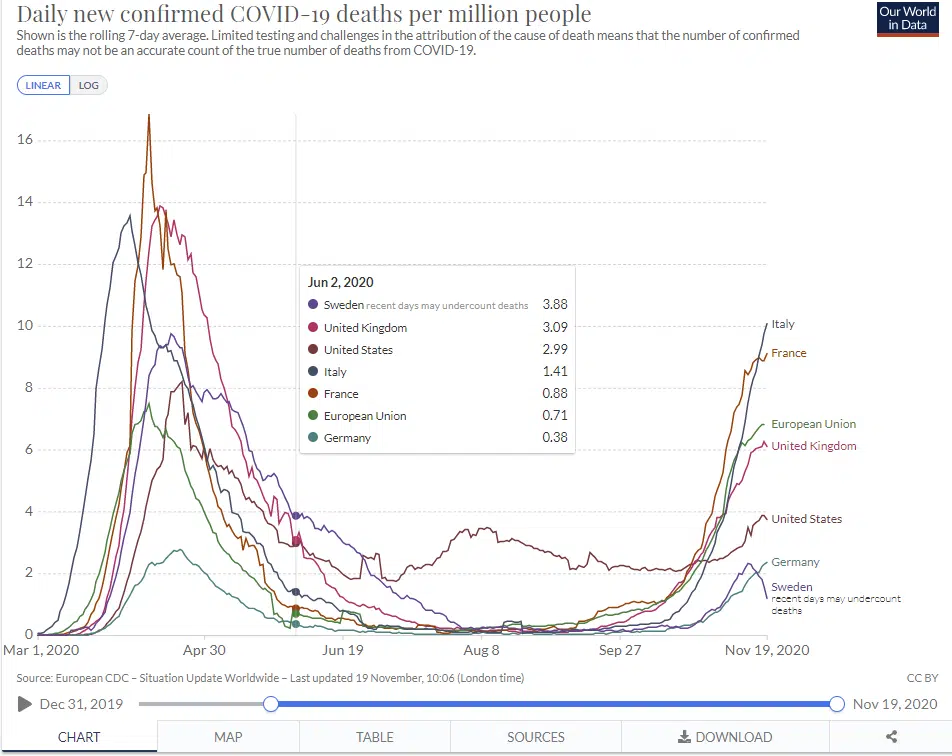 Daily new confirmed COVID-19 deaths per million people
Shown is the rolling 7-day average. Limited testing and challenges in the attribution of the cause of death means that the number of confirmed
deaths may not be an accurate count of the true number of deaths from COVID-19.
Our World
in Data
LINEAR LOG
16
14
12
10
8
6
4
2
0
Jun 2, 2020
Sweden recent days may undercount deaths 3.88
United Kingdom 3.09
United States 2.99
Italy 1.41
France 0.88
European Union 0.71
Germany 0.38
Italy
France
European Union
United Kingdom
United States
Germany
Sweden
recent days may undercount
deaths
Mar 1, 2020 Apr 30 Jun 19 Aug 8 Sep 27 Nov 19, 2020
Source: European CDC – Situation Update Worldwide – Last updated 19 November, 10:06 (London time) CC BY
Dec 31, 2019 Nov 19, 2020
CHART MAP TABLE SOURCES DOWNLOAD